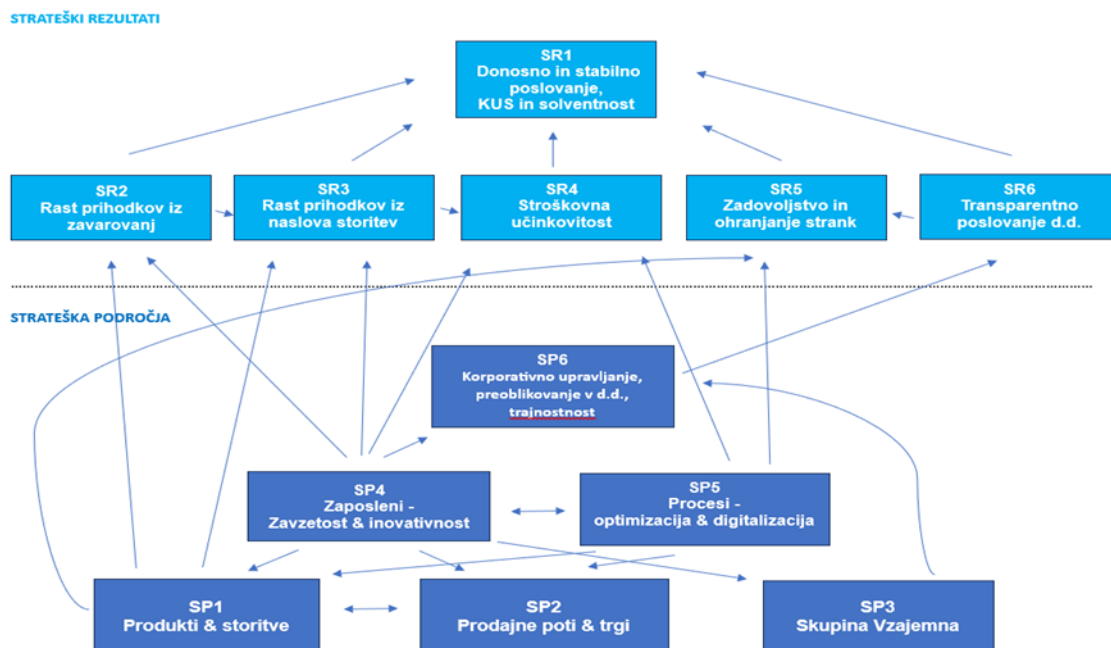 STRATEŠKI REZULTATI
SR1
Donosno in stabilno
poslovanje,
KUS in solventnost
SR2
Rast prihodkov iz
zavarovanj
SR3
Rast prihodkov iz
naslova storitev
SR4
Stroškovna
učinkovitost
SR5
Zadovoljstvo in
ohranjanje strank
SR6
Transparentno
poslovanje d.d.
STRATEŠKA PODROČJA
SP6
Korporativno upravljanje,
preoblikovanje v d.d.,
trajnostnost
SP4
Zaposleni -
Zavzetost & inovativnost
SP5
Procesi -
optimizacija & digitalizacija
SP1
Produkti & storitve
SP2
Prodajne poti & trgi
SP3
Skupina Vzajemna